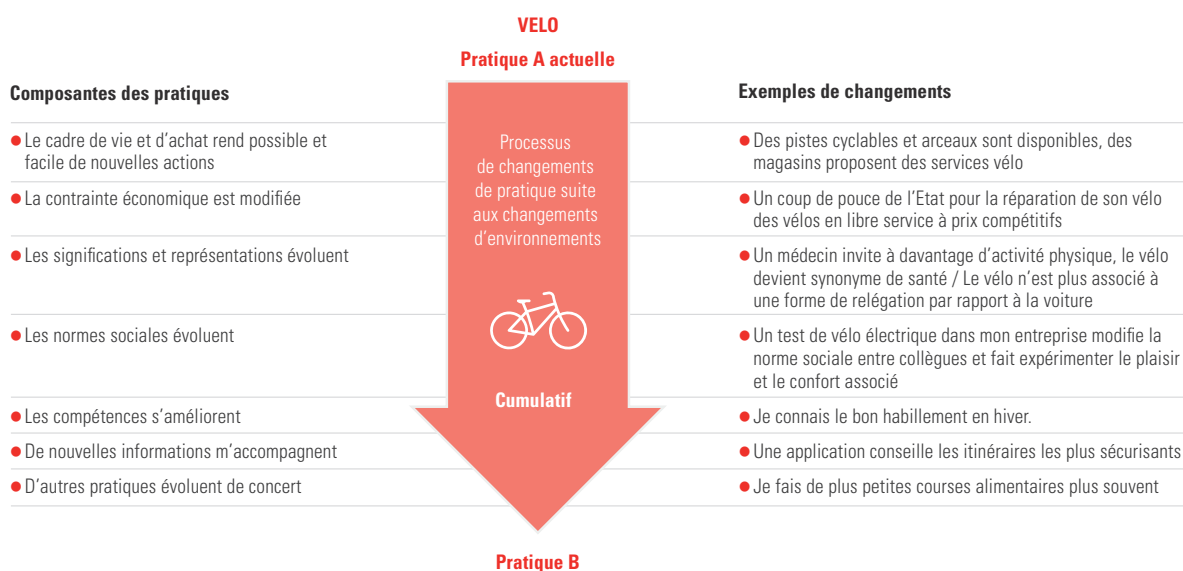 VELO
Pratique A actuelle
Composantes des pratiques
Exemples de changements
Processus
de changements
de pratique suite
aux changements
d'environnements
Cumulatif
● Le cadre de vie et d'achat rend possible et
facile de nouvelles actions
● Des pistes cyclables et arceaux sont disponibles, des
magasins proposent des services vélo
● La contrainte économique est modifiée
● Un coup de pouce de l'Etat pour la réparation de son vélo
des vélos en libre service à prix compétitifs
● Les significations et représentations évoluent
● Un médecin invite à davantage d'activité physique, le vélo
devient synonyme de santé / Le vélo n'est plus associé à
une forme de relégation par rapport à la voiture
● Les normes sociales évoluent
● Un test de vélo électrique dans mon entreprise modifie la
norme sociale entre collègues et fait expérimenter le plaisir
et le confort associé
● Les compétences s'améliorent
● Je connais le bon habillement en hiver.
● De nouvelles informations m'accompagnent
● Une application conseille les itinéraires les plus sécurisants
● D'autres pratiques évoluent de concert
● Je fais de plus petites courses alimentaires plus souvent
Pratique B